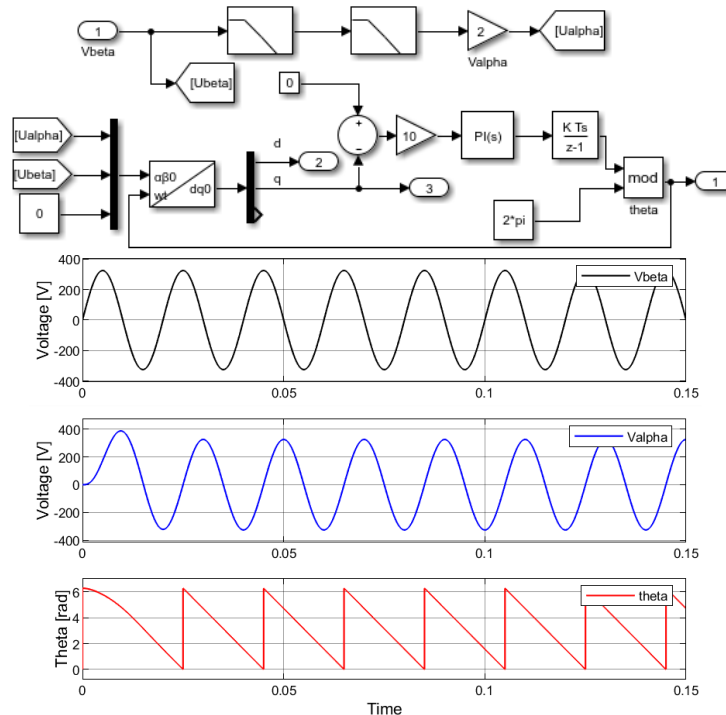 1
Vbeta
[Ubeta]
2
Valpha
[Ualpha]
[Ualpha]
[Ubeta]
0
αβ0
wt
dq0
d
q
0
2
3
+
−
10
PI(s)
K Ts
z-1
2*pi
mod
theta
1
400
200
0
-200
-400
Voltage [V]
Vbeta
0
0.05
0.1
0.15
400
200
0
-200
-400
Voltage [V]
Valpha
0
0.05
0.1
0.15
6
4
2
0
Theta [rad]
theta
0
0.05
0.1
0.15
Time